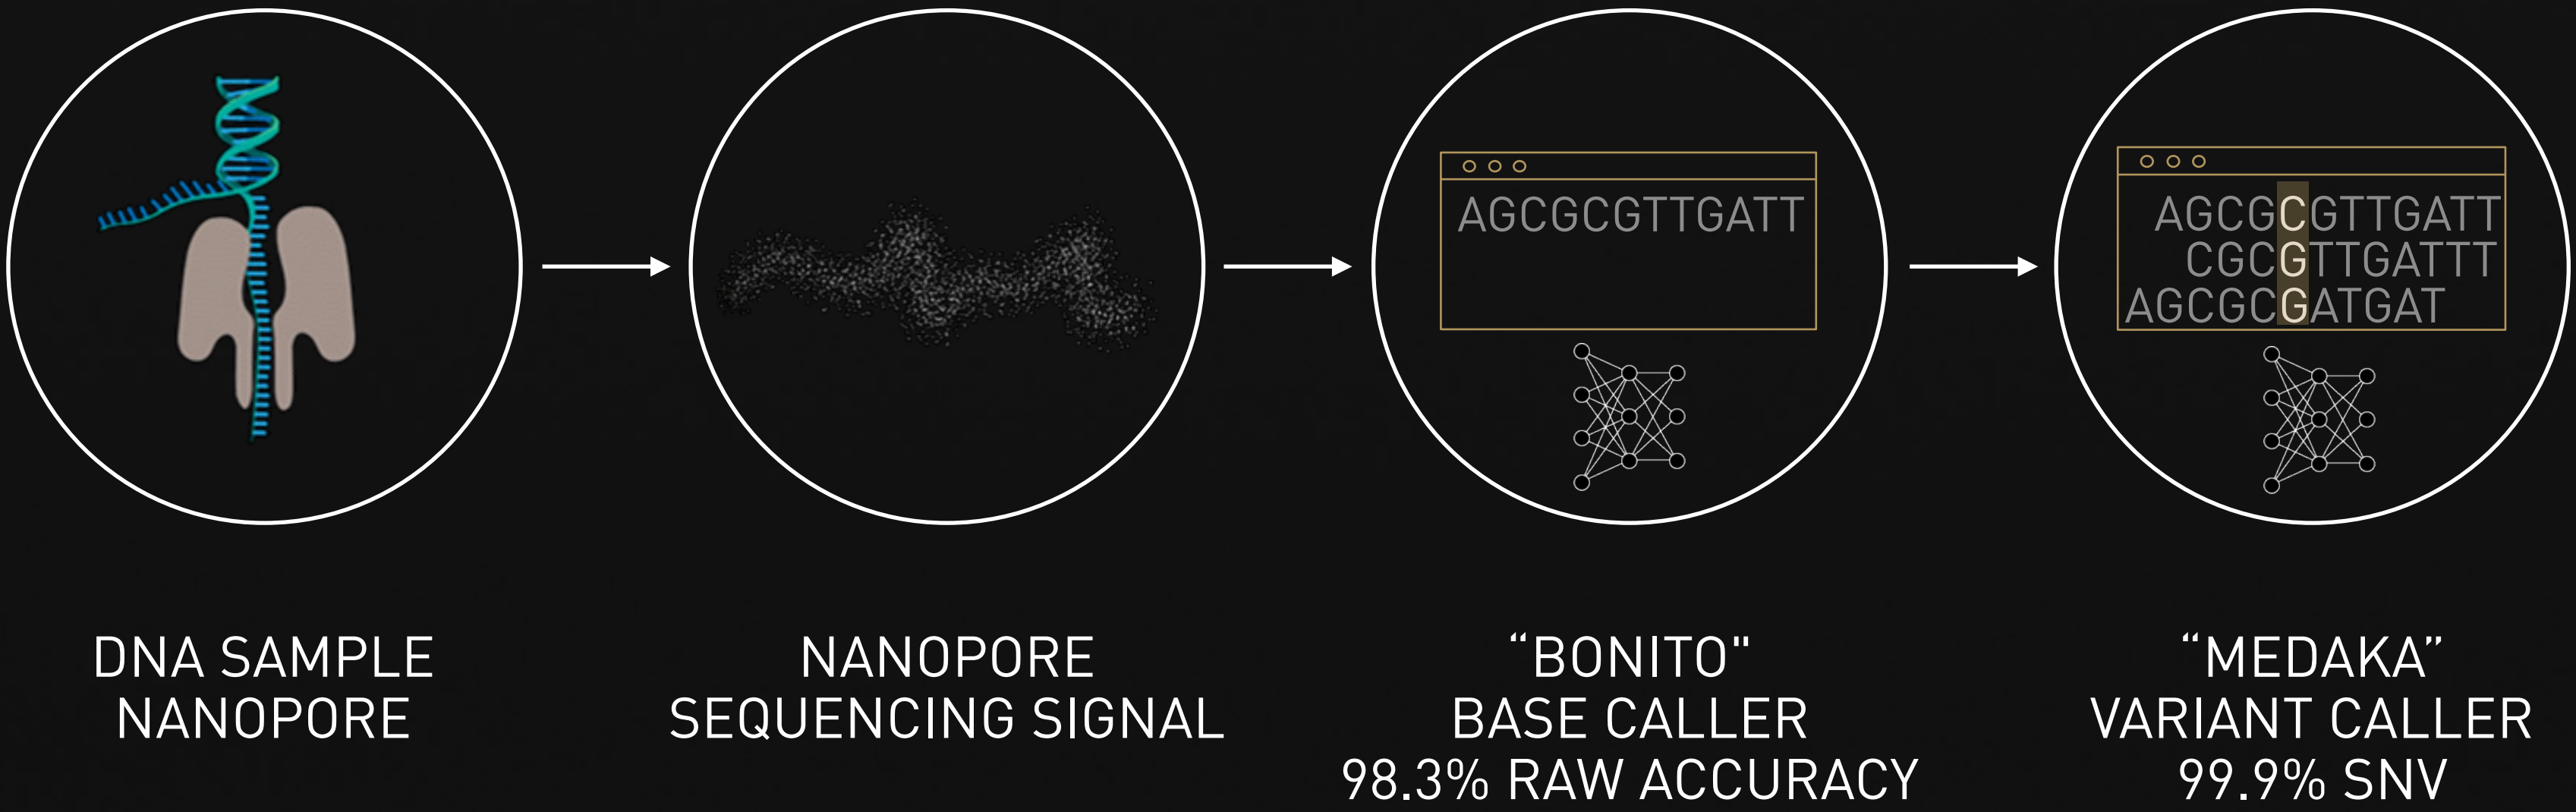 AGCGCGTTGATT
AGCGCGTTGATT
CGCGTTGATTT
AGCGCGATGAT
DNA SAMPLE
NANOPORE
NANOPORE
SEQUENCING SIGNAL
“BONITO"
BASE CALLER
98.3% RAW ACCURACY
“MEDAKA”
VARIANT CALLER
99.9% SNV